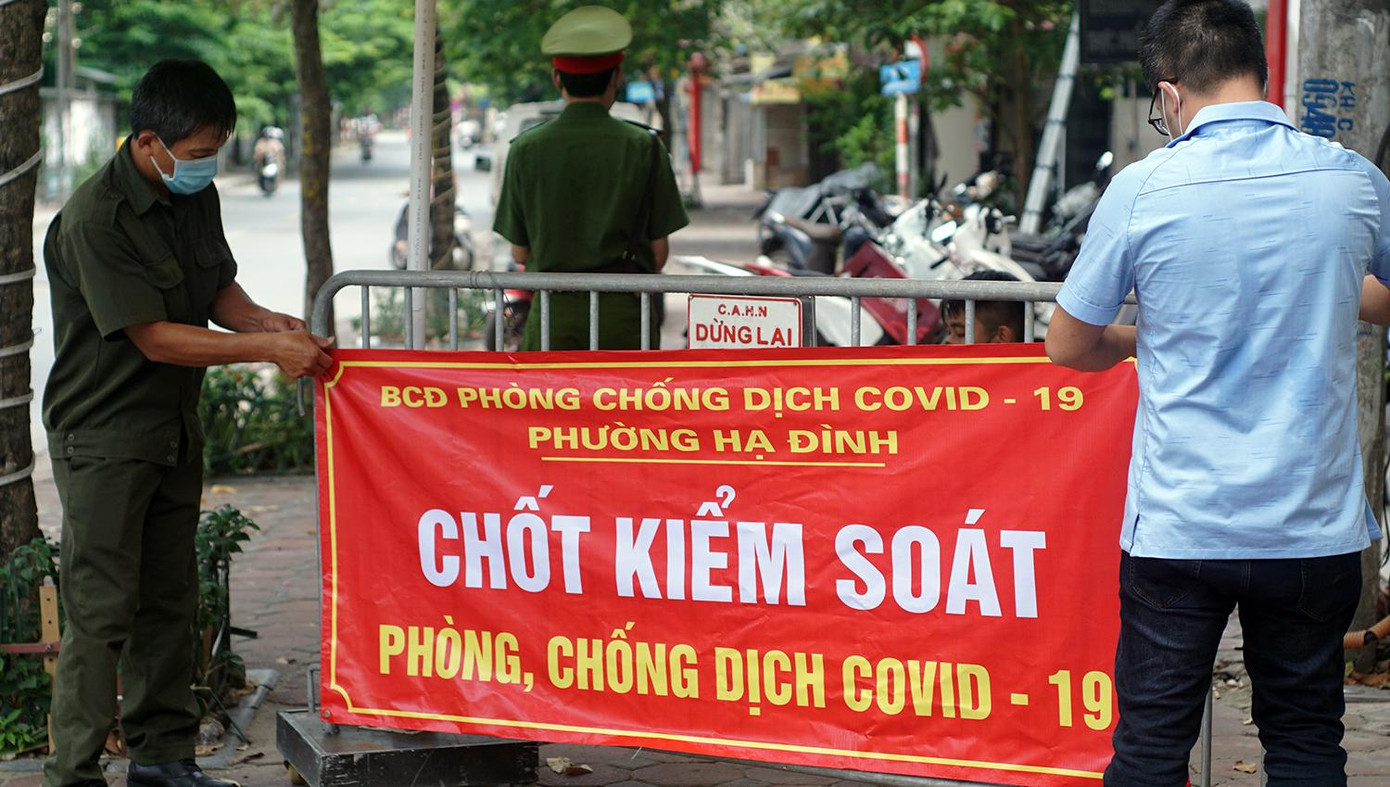 C.A.H.N
DỪNG LẠI
BCĐ PHÒNG CHỐNG DỊCH COVID - 19
PHƯỜNG HẠ ĐÌNH
CHỐT KIỂM SOÁT
PHÒNG, CHỐNG DỊCH COVID - 19